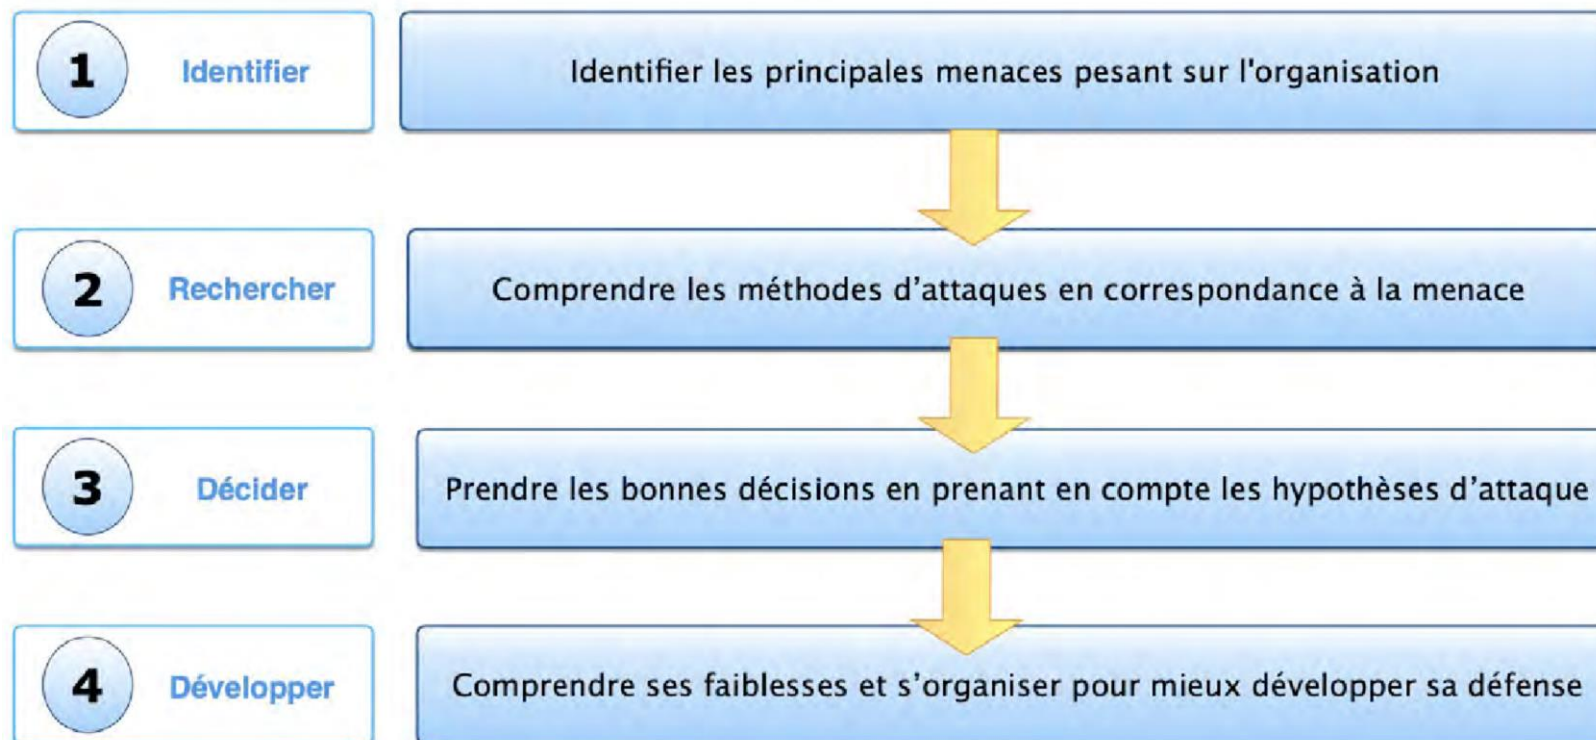 1 Identifier Identifier les principales menaces pesant sur l'organisation
2 Rechercher Comprendre les méthodes d'attaques en correspondance à la menace
3 Décider Prendre les bonnes décisions en prenant en compte les hypothèses d'attaque
4 Développer Comprendre ses faiblesses et s'organiser pour mieux développer sa défense